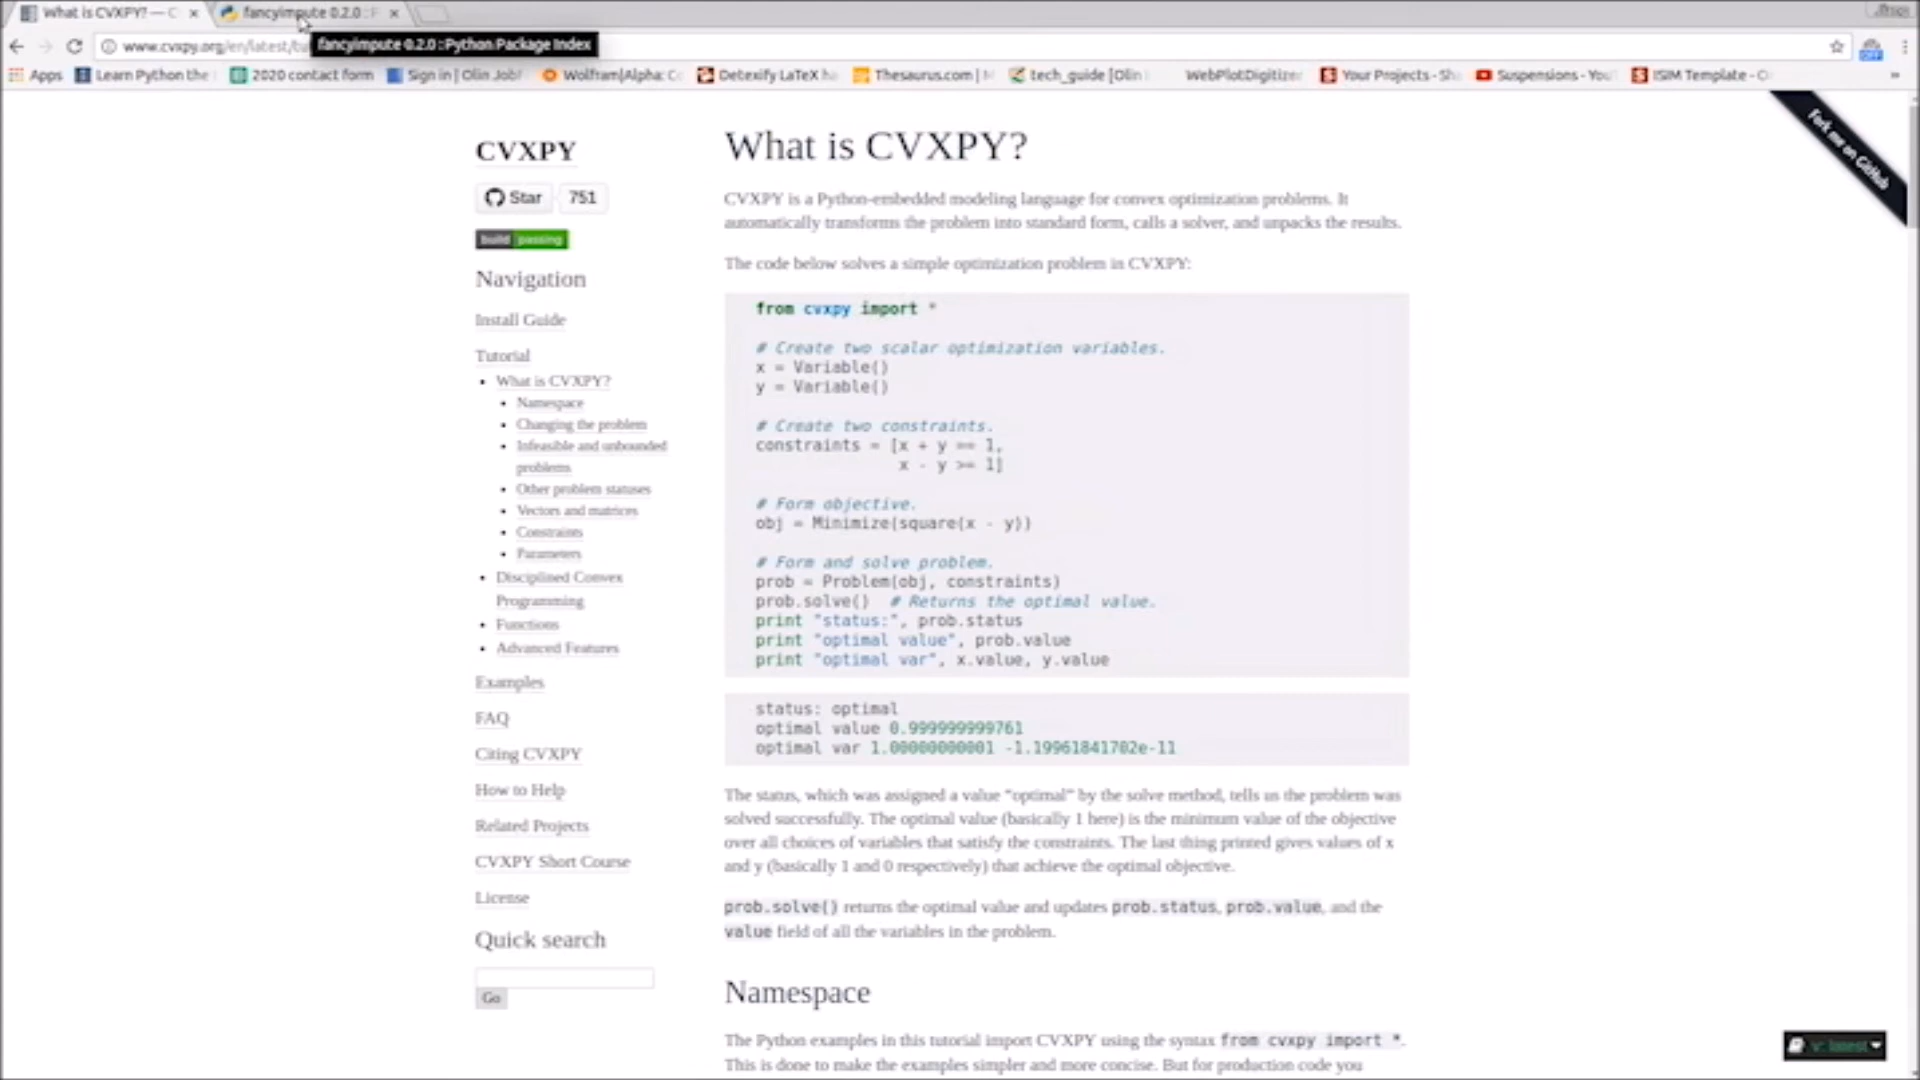 What is CVXPY? — C
fancyimpute 0.2.0 : F
www.cvxpy.org/en/latest/tu
fancyimpute 0.2.0 : Python Package Index
Apps
Learn Python the
2020 contact form
Sign in | Olin Job
Wolfram|Alpha: C
Detexify LaTeX ha
Thesaurus.com | M
tech_guide [Olin
WebPlotDigitizer
Your Projects - Sh
Suspensions - You
ISIM Template - O
»
Fork me on GitHub
CVXPY
Star 751
build passing
Navigation
Install Guide
Tutorial
• What is CVXPY?
• Namespace
• Changing the problem
• Infeasible and unbounded
problems
• Other problem statuses
• Vectors and matrices
• Constraints
• Parameters
• Disciplined Convex
Programming
• Functions
• Advanced Features
Examples
FAQ
Citing CVXPY
How to Help
Related Projects
CVXPY Short Course
License
Quick search
Go
What is CVXPY?
CVXPY is a Python-embedded modeling language for convex optimization problems. It
automatically transforms the problem into standard form, calls a solver, and unpacks the results.
The code below solves a simple optimization problem in CVXPY:
from cvxpy import *
# Create two scalar optimization variables.
x = Variable()
y = Variable()
# Create two constraints.
constraints = [x + y == 1,
x - y >= 1]
# Form objective.
obj = Minimize(square(x - y))
# Form and solve problem.
prob = Problem(obj, constraints)
prob.solve()  # Returns the optimal value.
print "status:", prob.status
print "optimal value", prob.value
print "optimal var", x.value, y.value
status: optimal
optimal value 0.999999999761
optimal var 1.00000000001 -1.19961841702e-11
The status, which was assigned a value “optimal” by the solve method, tells us the problem was
solved successfully. The optimal value (basically 1 here) is the minimum value of the objective
over all choices of variables that satisfy the constraints. The last thing printed gives values of x
and y (basically 1 and 0 respectively) that achieve the optimal objective.
prob.solve() returns the optimal value and updates prob.status, prob.value, and the
value field of all the variables in the problem.
Namespace
The Python examples in this tutorial import CVXPY using the syntax from cvxpy import *.
This is done to make the examples simpler and more concise. But for production code you
v: latest